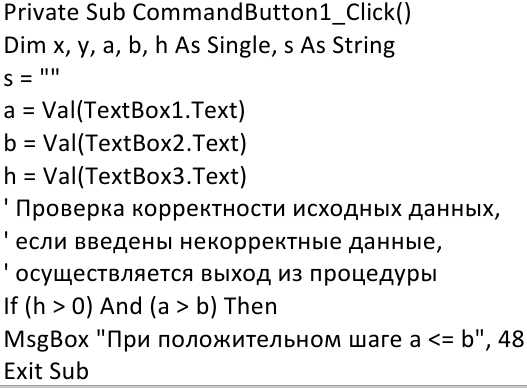 Private Sub CommandButton1_Click()
Dim x, y, a, b, h As Single, s As String
s = ""
a = Val(TextBox1.Text)
b = Val(TextBox2.Text)
h = Val(TextBox3.Text)
' Проверка корректности исходных данных,
' если введены некорректные данные,
' осуществляется выход из процедуры
If (h > 0) And (a > b) Then
MsgBox "При положительном шаге a <= b", 48
Exit Sub